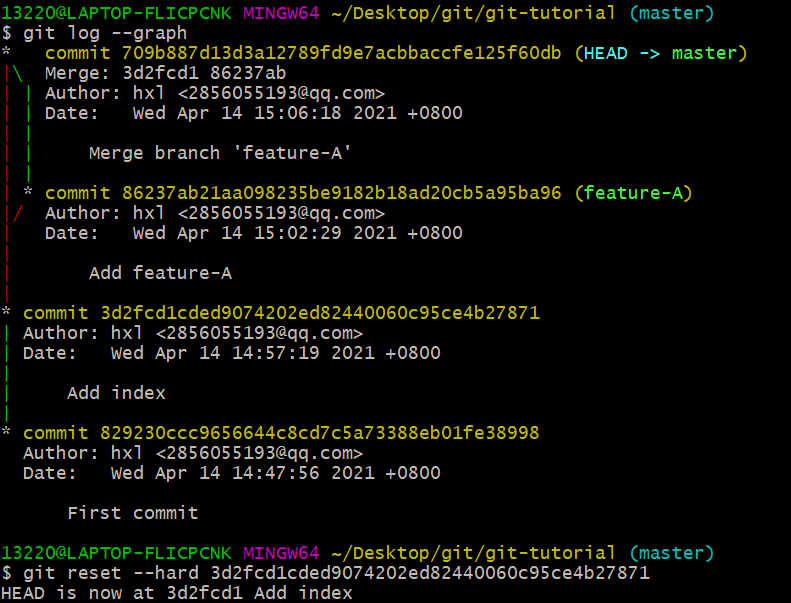 13220@LAPTOP-FLICPCNK MINGW64 ~/Desktop/git/git-tutorial (master)
$ git log --graph
*   commit 709b887d13d3a12789fd9e7acbbaccfe125f60db (HEAD -> master)
|\  Merge: 3d2fcd1 86237ab
| | Author: hxl <2856055193@qq.com>
| | Date:   Wed Apr 14 15:06:18 2021 +0800
| |
| |     Merge branch 'feature-A'
| |
| * commit 86237ab21aa098235be9182b18ad20cb5a95ba96 (feature-A)
|/  Author: hxl <2856055193@qq.com>
|   Date:   Wed Apr 14 15:02:29 2021 +0800
|
|       Add feature-A
|
* commit 3d2fcd1cded9074202ed82440060c95ce4b27871
| Author: hxl <2856055193@qq.com>
| Date:   Wed Apr 14 14:57:19 2021 +0800
|
|     Add index
|
* commit 829230ccc9656644c8cd7c5a73388eb01fe38998
  Author: hxl <2856055193@qq.com>
  Date:   Wed Apr 14 14:47:56 2021 +0800

      First commit

13220@LAPTOP-FLICPCNK MINGW64 ~/Desktop/git/git-tutorial (master)
$ git reset --hard 3d2fcd1cded9074202ed82440060c95ce4b27871
HEAD is now at 3d2fcd1 Add index